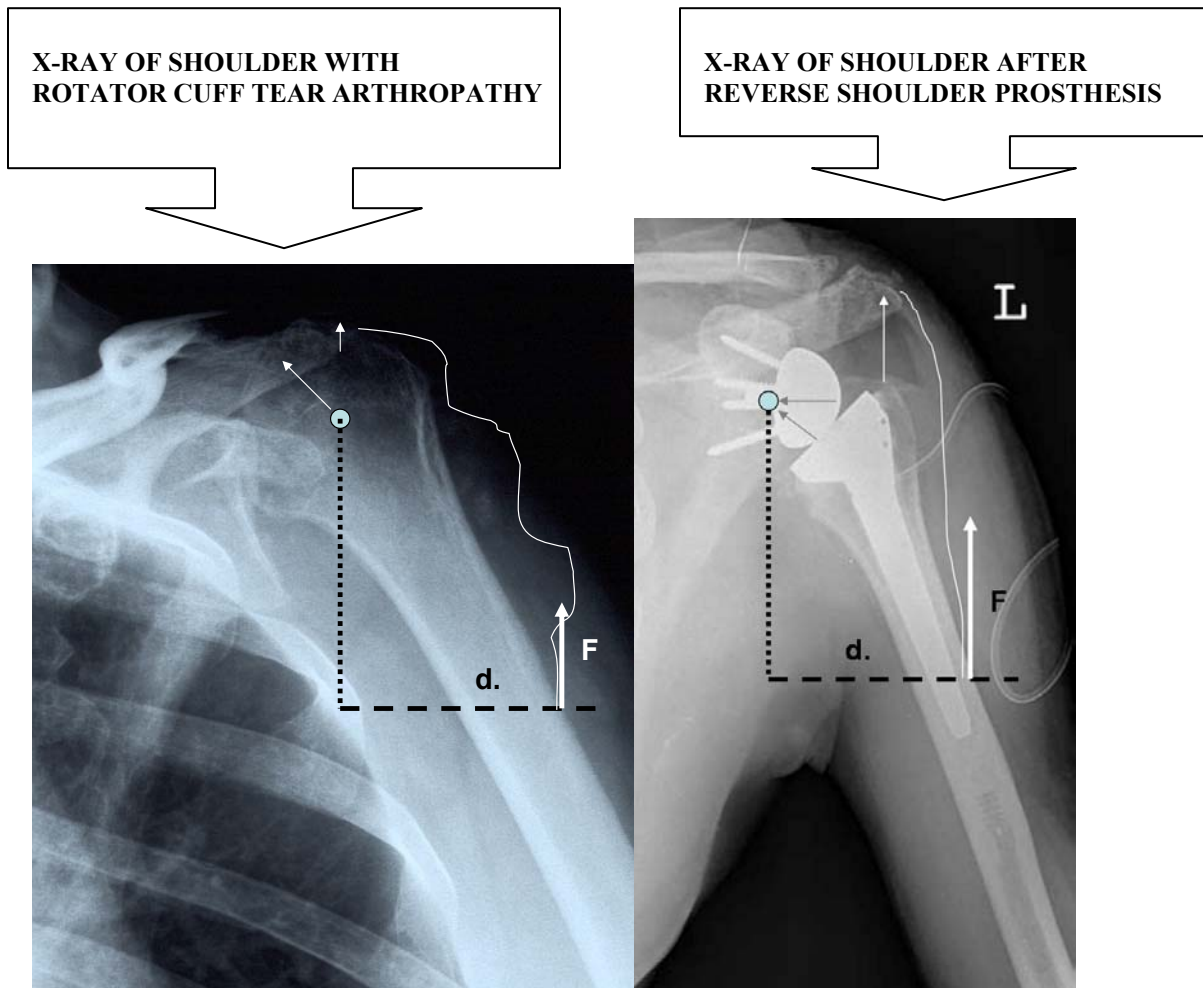 X-RAY OF SHOULDER WITH
ROTATOR CUFF TEAR ARTHROPATHY
X-RAY OF SHOULDER AFTER
REVERSE SHOULDER PROSTHESIS
L
F
d.
F
d.